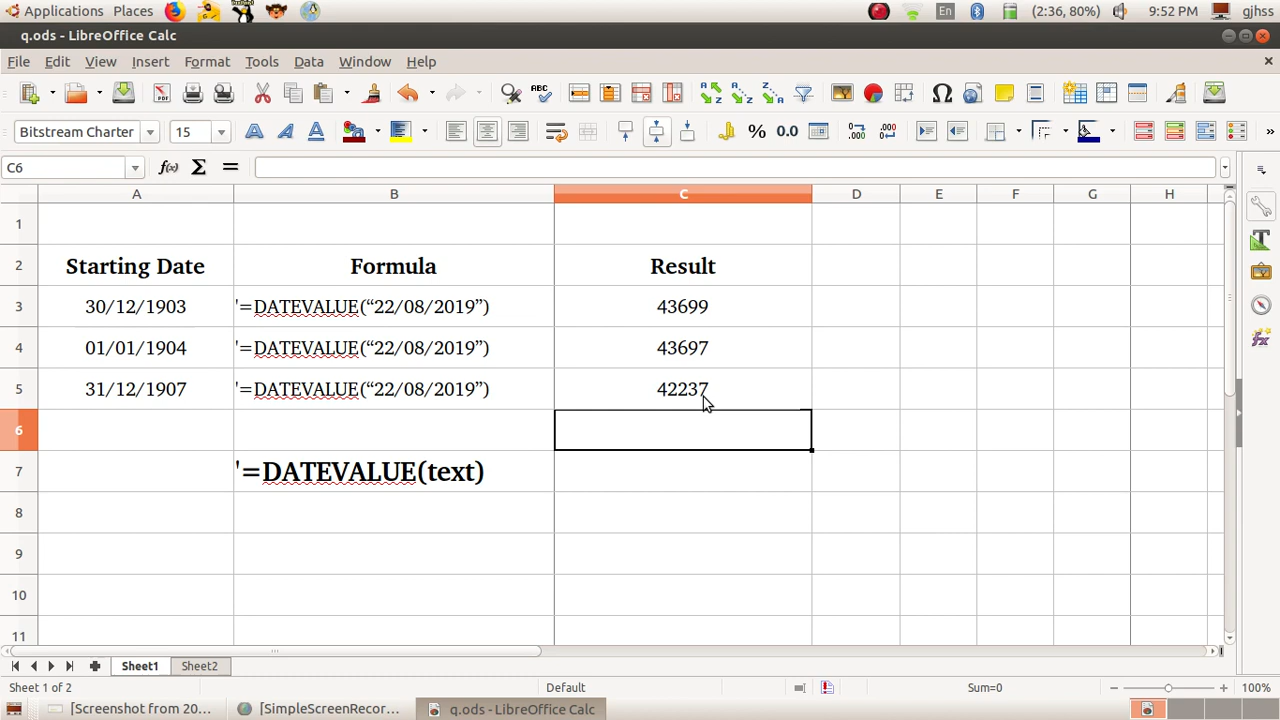 Applications Places En (2:36, 80%) 9:52 PM gjhss
q.ods - LibreOffice Calc
File Edit View Insert Format Tools Data Window Help
Bitstream Charter 15
C6
A B C D E F G H
1
2 Starting Date Formula Result
3 30/12/1903 '=DATEVALUE(“22/08/2019”) 43699
4 01/01/1904 '=DATEVALUE(“22/08/2019”) 43697
5 31/12/1907 '=DATEVALUE(“22/08/2019”) 42237
6
7 '=DATEVALUE(text)
8
9
10
11
Sheet1 Sheet2
Sheet 1 of 2 Default Sum=0 100%
[Screenshot from 20... [SimpleScreenRecor... q.ods - LibreOffice Calc